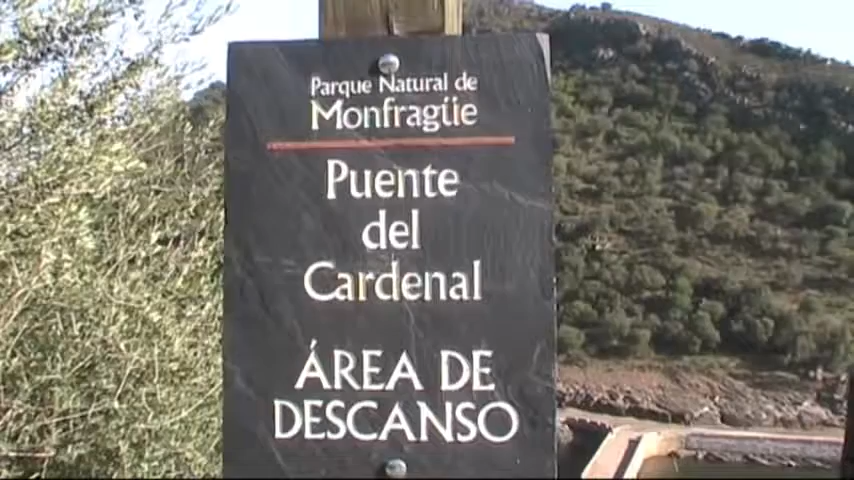 Parque Natural de
Monfragüe
Puente
del
Cardenal
ÁREA DE
DESCANSO